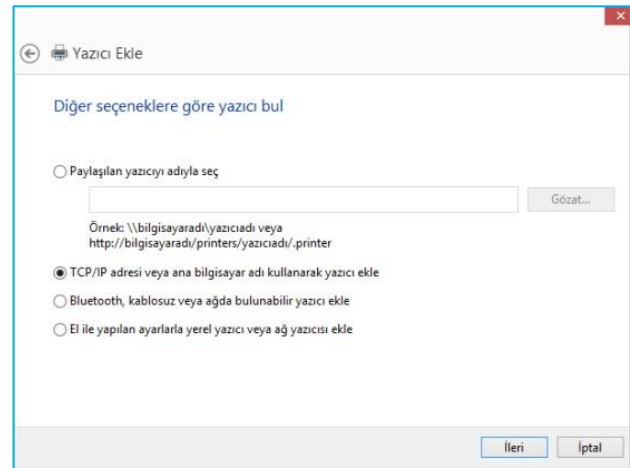 Yazıcı Ekle
Diğer seçeneklere göre yazıcı bul
Paylaşılan yazıcıyı adıyla seç
Gözat...
Örnek: \\bilgisayaradı\yazıcıadı veya
http://bilgisayaradı/printers/yazıcıadı/.printer
TCP/IP adresi veya ana bilgisayar adı kullanarak yazıcı ekle
Bluetooth, kablosuz veya ağda bulunabilir yazıcı ekle
El ile yapılan ayarlarla yerel yazıcı veya ağ yazıcısı ekle
İleri İptal